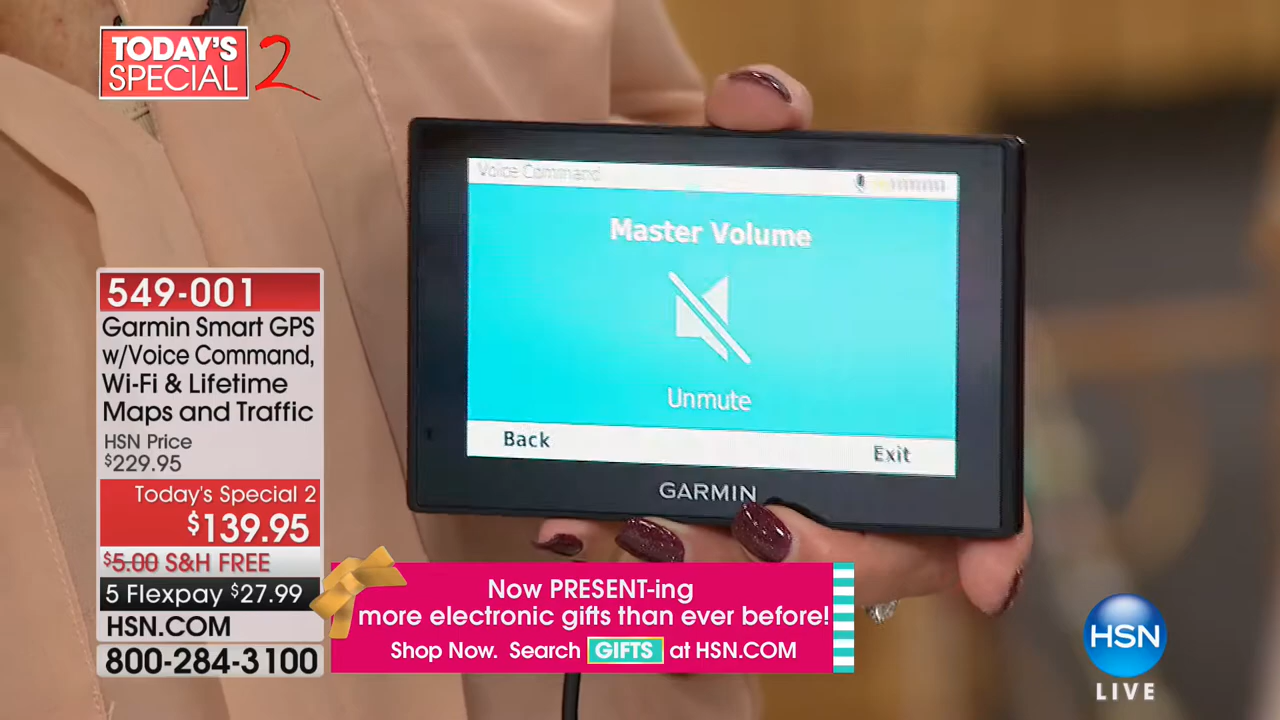 TODAY'S
SPECIAL 2
549-001
Garmin Smart GPS
w/Voice Command,
Wi-Fi & Lifetime
Maps and Traffic
HSN Price
$229.95
Today's Special 2
$139.95
$5.00 S&H FREE
5 Flexpay $27.99
HSN.COM
800-284-3100
Voice Command
Master Volume
Unmute
Back
Exit
GARMIN
Now PRESENT-ing
more electronic gifts than ever before!
Shop Now. Search GIFTS at HSN.COM
HSN
LIVE